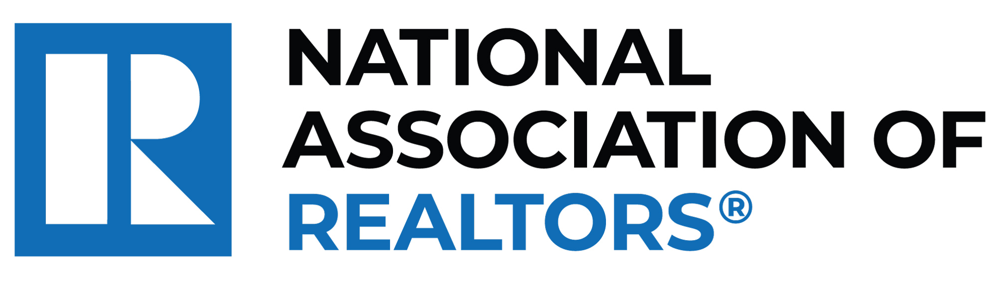 R
NATIONAL
ASSOCIATION OF
REALTORS®